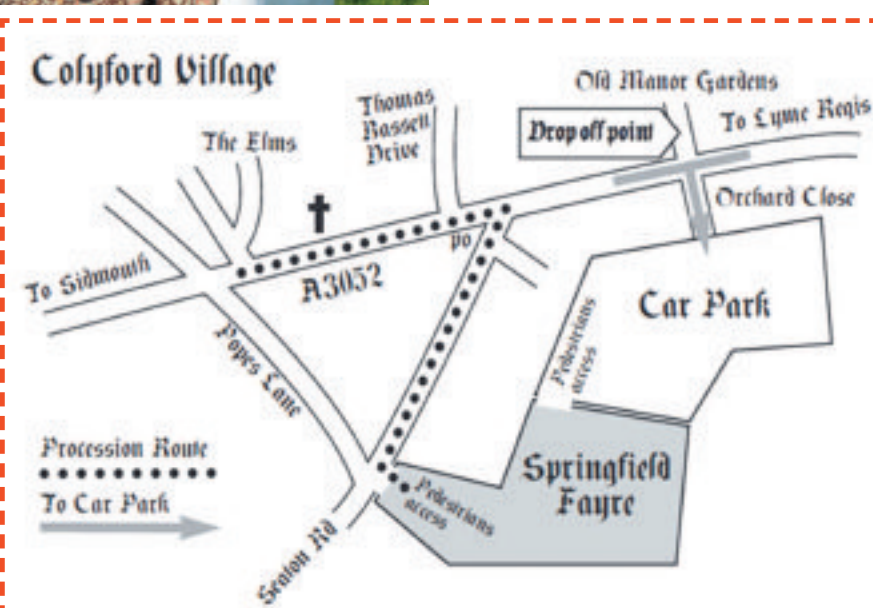 Colyford Village
Old Manor Gardens
Thomas
Bassett
Drive
Drop off point
To Lyme Regis
The Elms
Orchard Close
po
To Sidmouth
A3052
Car Park
Pedestrians
access
Popes Lane
Procession Route
To Car Park
Springfield
Fayre
Pedestrians
access
Seaton Rd